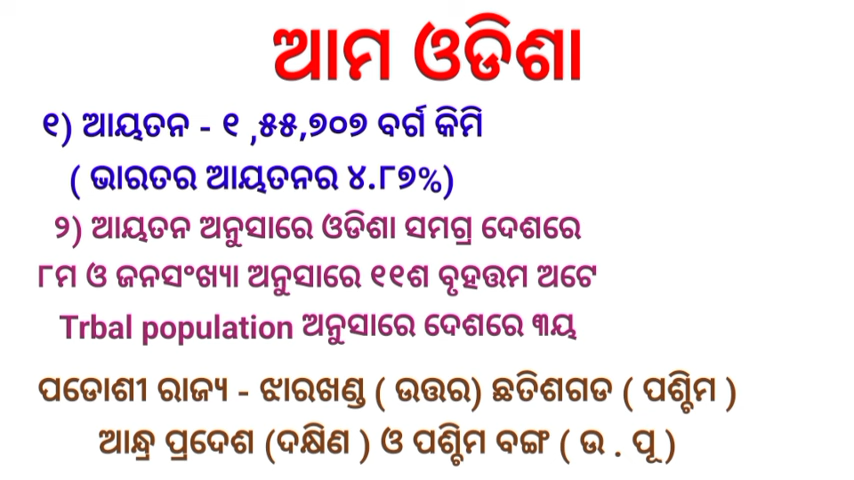 ଆମ ଓଡିଶା
୧) ଆୟତନ - ୧ ,୫୫,୭୦୭ ବର୍ଗ କିମି
( ଭାରତର ଆୟତନର ୪.୮୭%)
୨) ଆୟତନ ଅନୁସାରେ ଓଡିଶା ସମଗ୍ର ଦେଶରେ
୮ମ ଓ ଜନସଂଖ୍ୟା ଅନୁସାରେ ୧୧ଶ ବୃହତ୍ତମ ଅଟେ
Trbal population ଅନୁସାରେ ଦେଶରେ ୩ୟ
ପଡୋଶୀ ରାଜ୍ୟ - ଝାରଖଣ୍ଡ ( ଉତ୍ତର) ଛତିଶଗଡ ( ପଶ୍ଚିମ )
ଆନ୍ଧ୍ର ପ୍ରଦେଶ (ଦକ୍ଷିଣ ) ଓ ପଶ୍ଚିମ ବଙ୍ଗ ( ଉ . ପୂ )